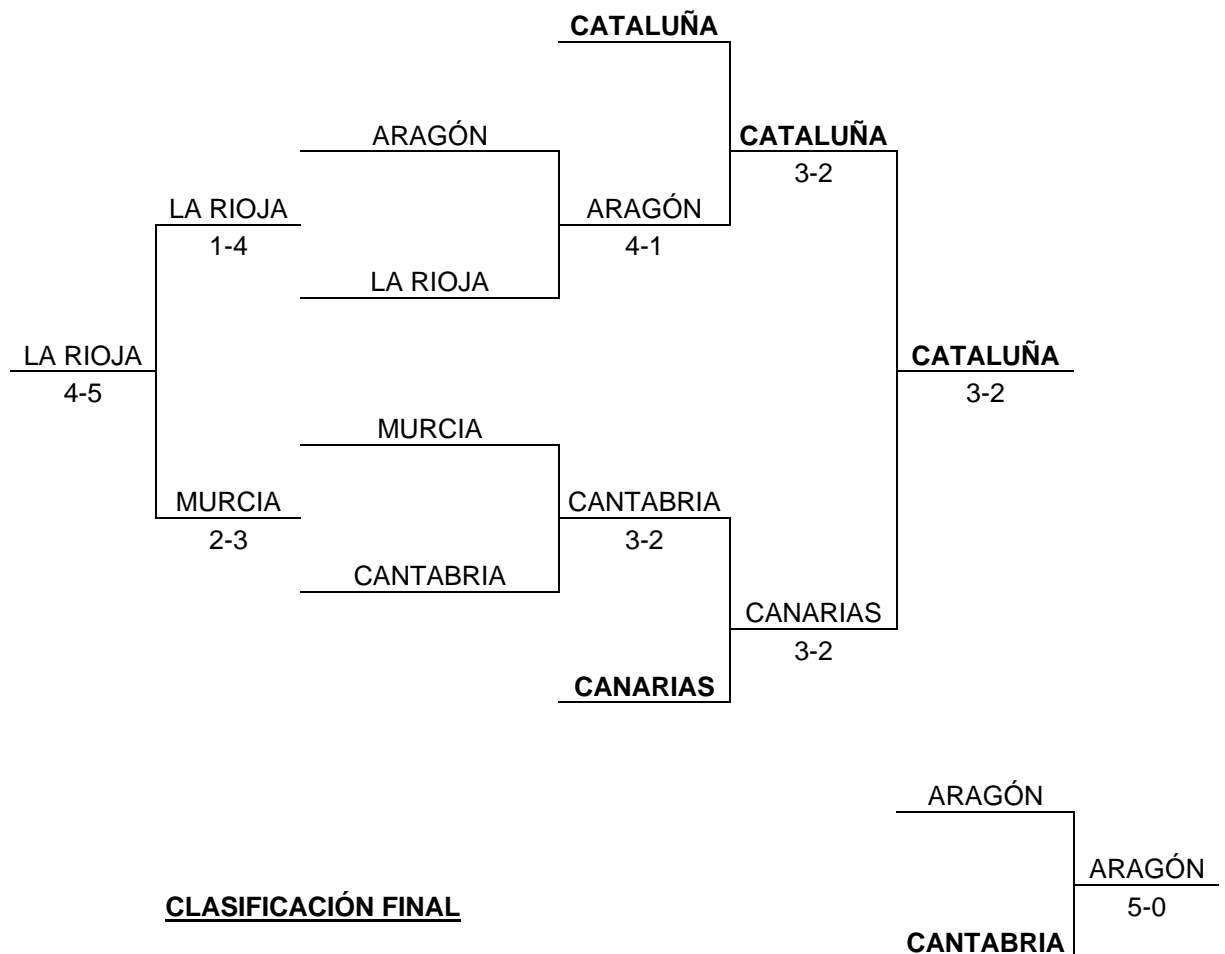 CATALUÑA
ARAGÓN
CATALUÑA
3-2
LA RIOJA
1-4
ARAGÓN
4-1
LA RIOJA
LA RIOJA
4-5
CATALUÑA
3-2
MURCIA
MURCIA
2-3
CANTABRIA
3-2
CANTABRIA
CANARIAS
3-2
CANARIAS
ARAGÓN
ARAGÓN
5-0
CLASIFICACIÓN FINAL
CANTABRIA